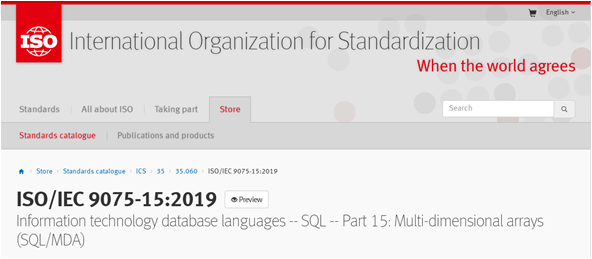 English
ISO
International Organization for Standardization
When the world agrees
Standards All about ISO Taking part Store
Search
Standards catalogue Publications and products
Store Standards catalogue ICS 35 35.060 ISO/IEC 9075-15:2019
ISO/IEC 9075-15:2019 Preview
Information technology database languages -- SQL -- Part 15: Multi-dimensional arrays
(SQL/MDA)